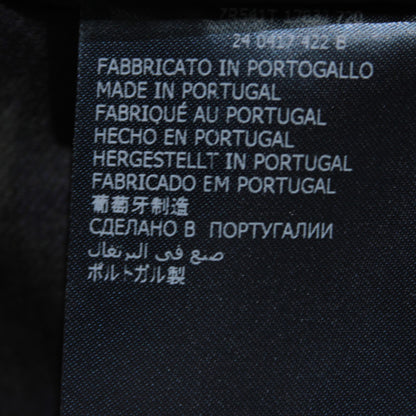 24 0417 422 B
FABBRICATO IN PORTOGALLO
MADE IN PORTUGAL
FABRIQUÉ AU PORTUGAL
HECHO EN PORTUGAL
HERGESTELLT IN PORTUGAL
FABRICADO EM PORTUGAL
葡萄牙制造
СДЕЛАНО В ПОРТУГАЛИИ
صنع في البرتغال
ポルトガル製